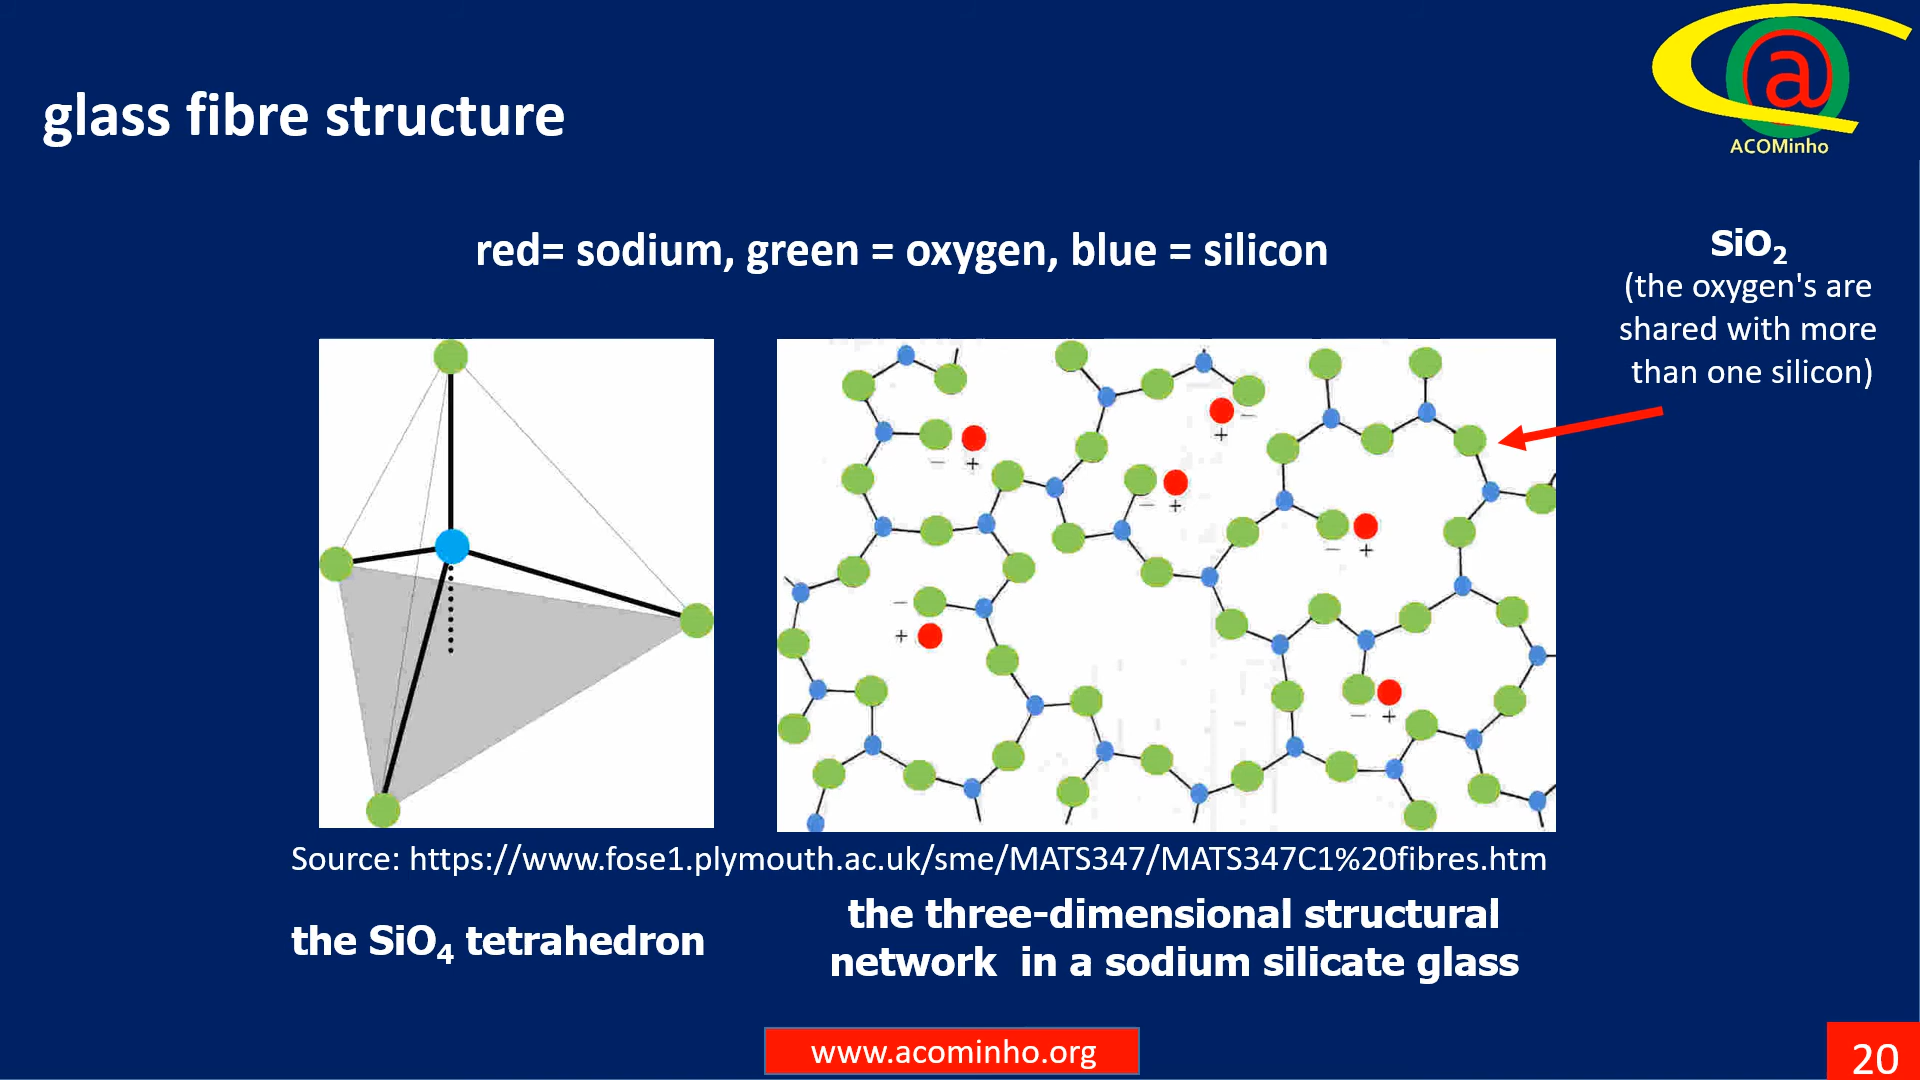 glass fibre structure
@
ACOMinho
red= sodium, green = oxygen, blue = silicon
SiO₂
(the oxygen's are
shared with more
than one silicon)
Source: https://www.fose1.plymouth.ac.uk/sme/MATS347/MATS347C1%20fibres.htm
the SiO₄ tetrahedron
the three-dimensional structural
network in a sodium silicate glass
www.acominho.org
20